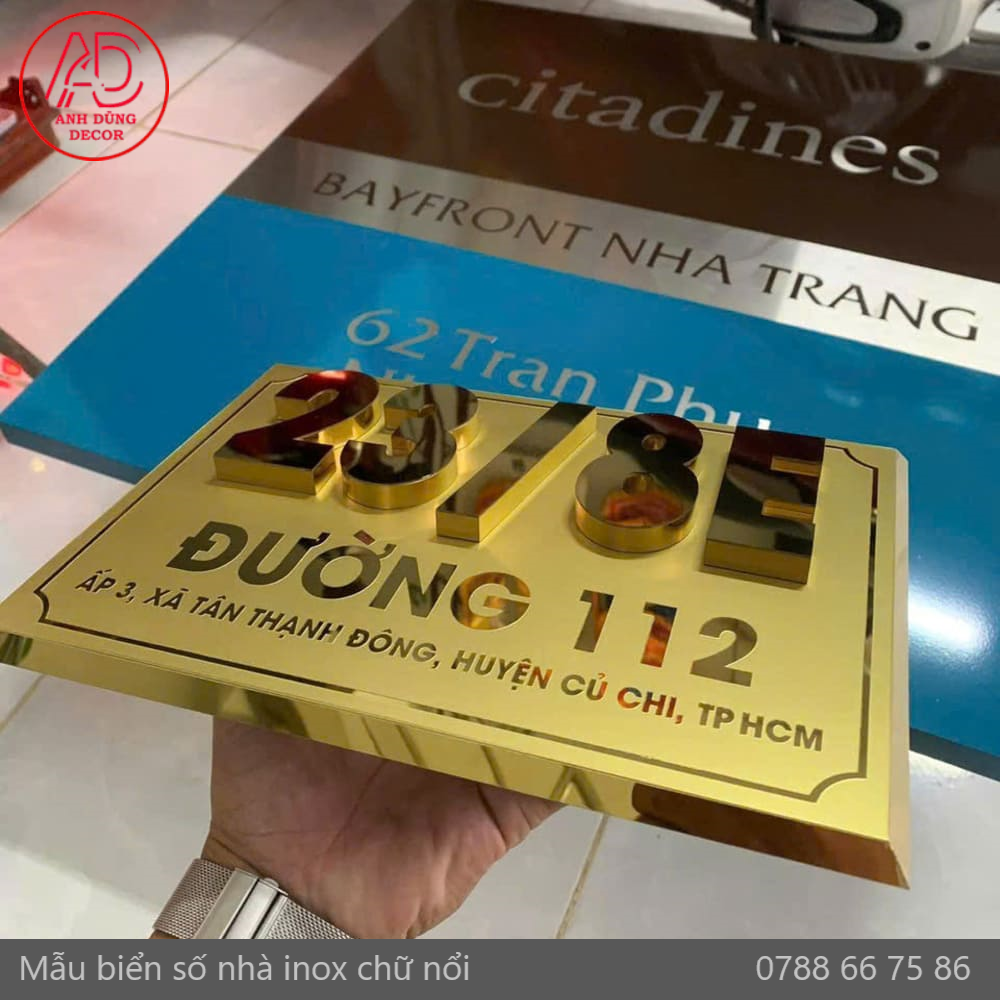 AD
ANH DŨNG
DECOR
citadines
BAYFRONT NHA TRANG
62 Tran Phu
23/8E
ĐƯỜNG 112
ẤP 3, XÃ TÂN THẠNH ĐÔNG, HUYỆN CỦ CHI, TP HCM
Mẫu biển số nhà inox chữ nổi
0788 66 75 86